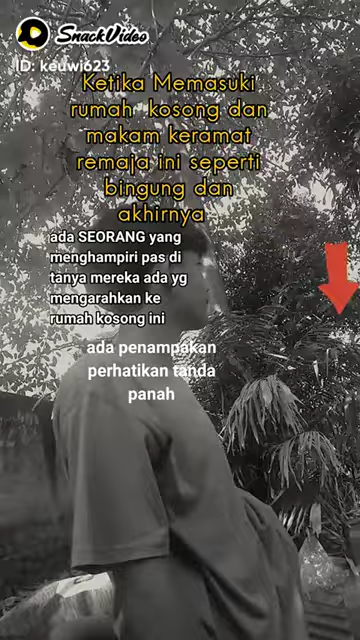 SnackVideo
ID: keuwi623
Ketika Memasuki
rumah kosong dan
makam keramat
remaja ini seperti
bingung dan
akhirnya
ada SEORANG yang
menghampiri pas di
tanya mereka ada yg
mengarahkan ke
rumah kosong ini
ada penampakan
perhatikan tanda
panah